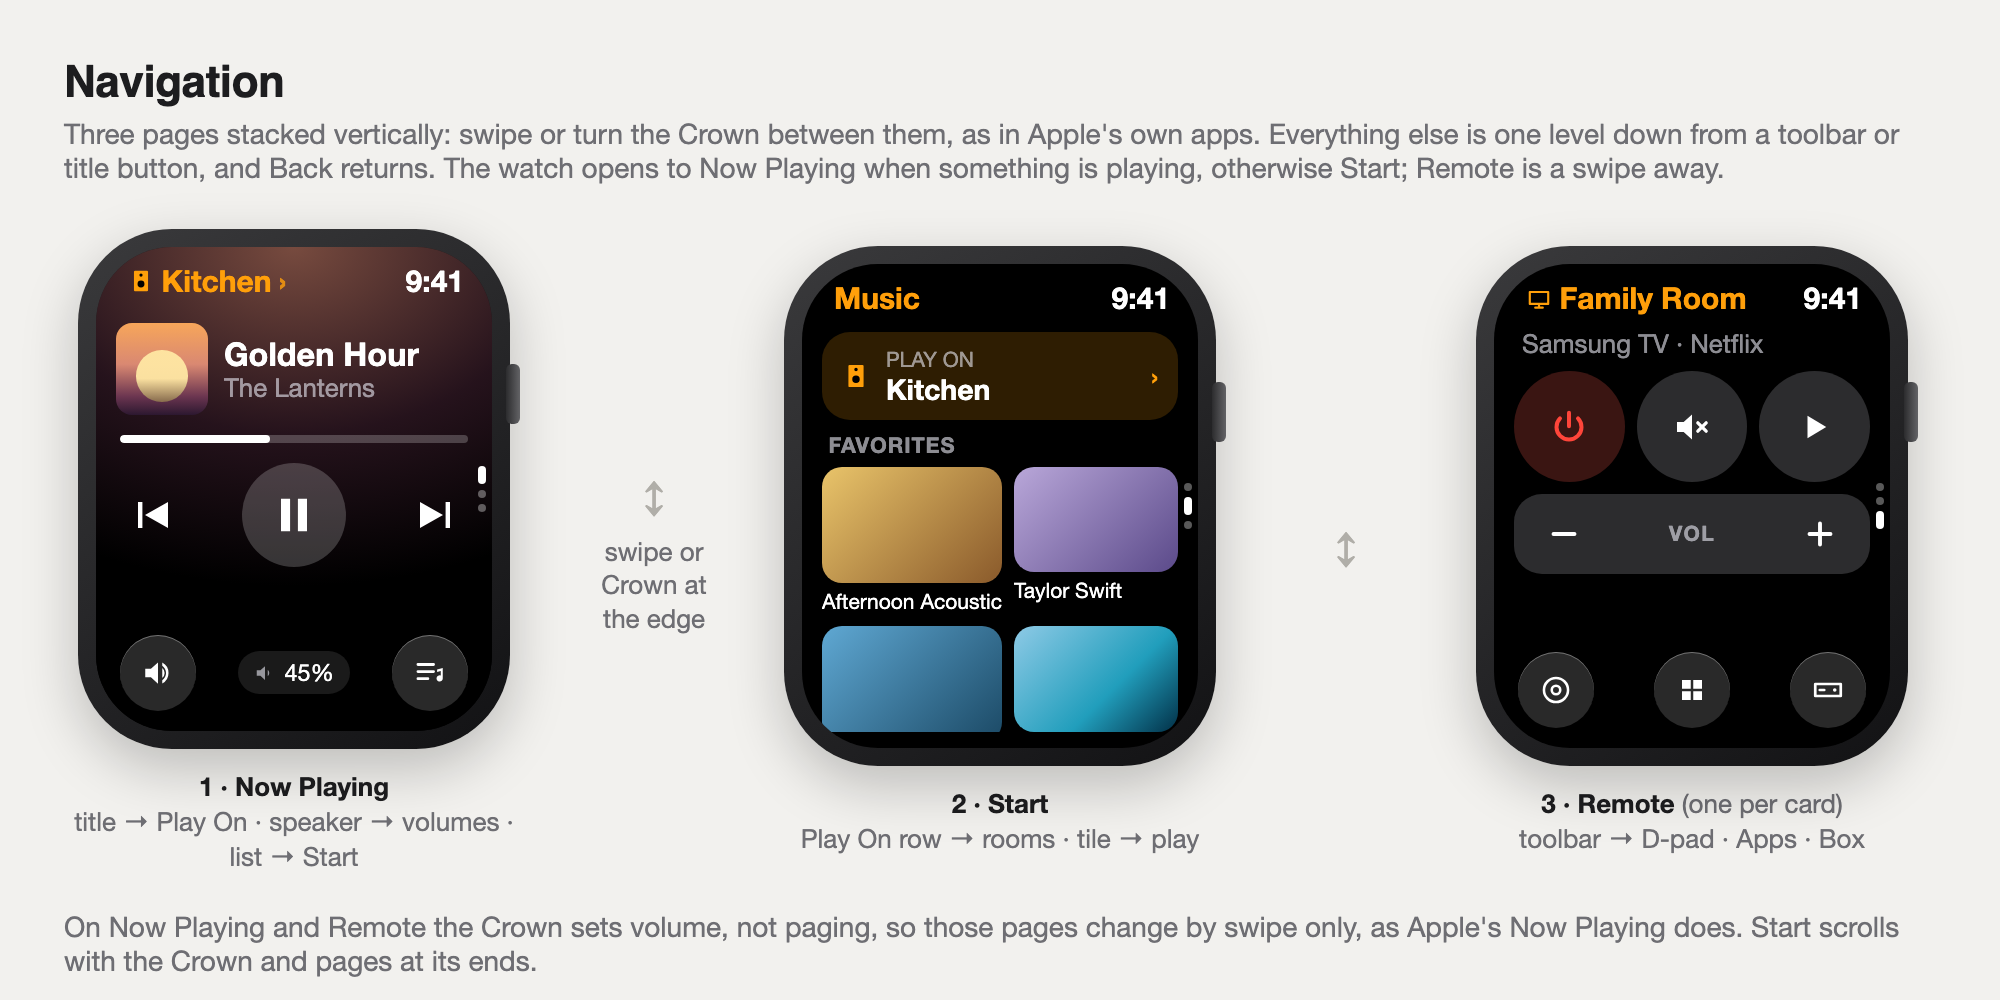 Navigation
Three pages stacked vertically: swipe or turn the Crown between them, as in Apple's own apps. Everything else is one level down from a toolbar or
title button, and Back returns. The watch opens to Now Playing when something is playing, otherwise Start; Remote is a swipe away.
Kitchen › 9:41
Golden Hour
The Lanterns
45%
1 · Now Playing
title → Play On · speaker → volumes ·
list → Start
↕
swipe or
Crown at
the edge
Music 9:41
PLAY ON
Kitchen ›
FAVORITES
Afternoon Acoustic
Taylor Swift
2 · Start
Play On row → rooms · tile → play
↕
Family Room 9:41
Samsung TV · Netflix
− VOL +
3 · Remote (one per card)
toolbar → D-pad · Apps · Box
On Now Playing and Remote the Crown sets volume, not paging, so those pages change by swipe only, as Apple's Now Playing does. Start scrolls
with the Crown and pages at its ends.